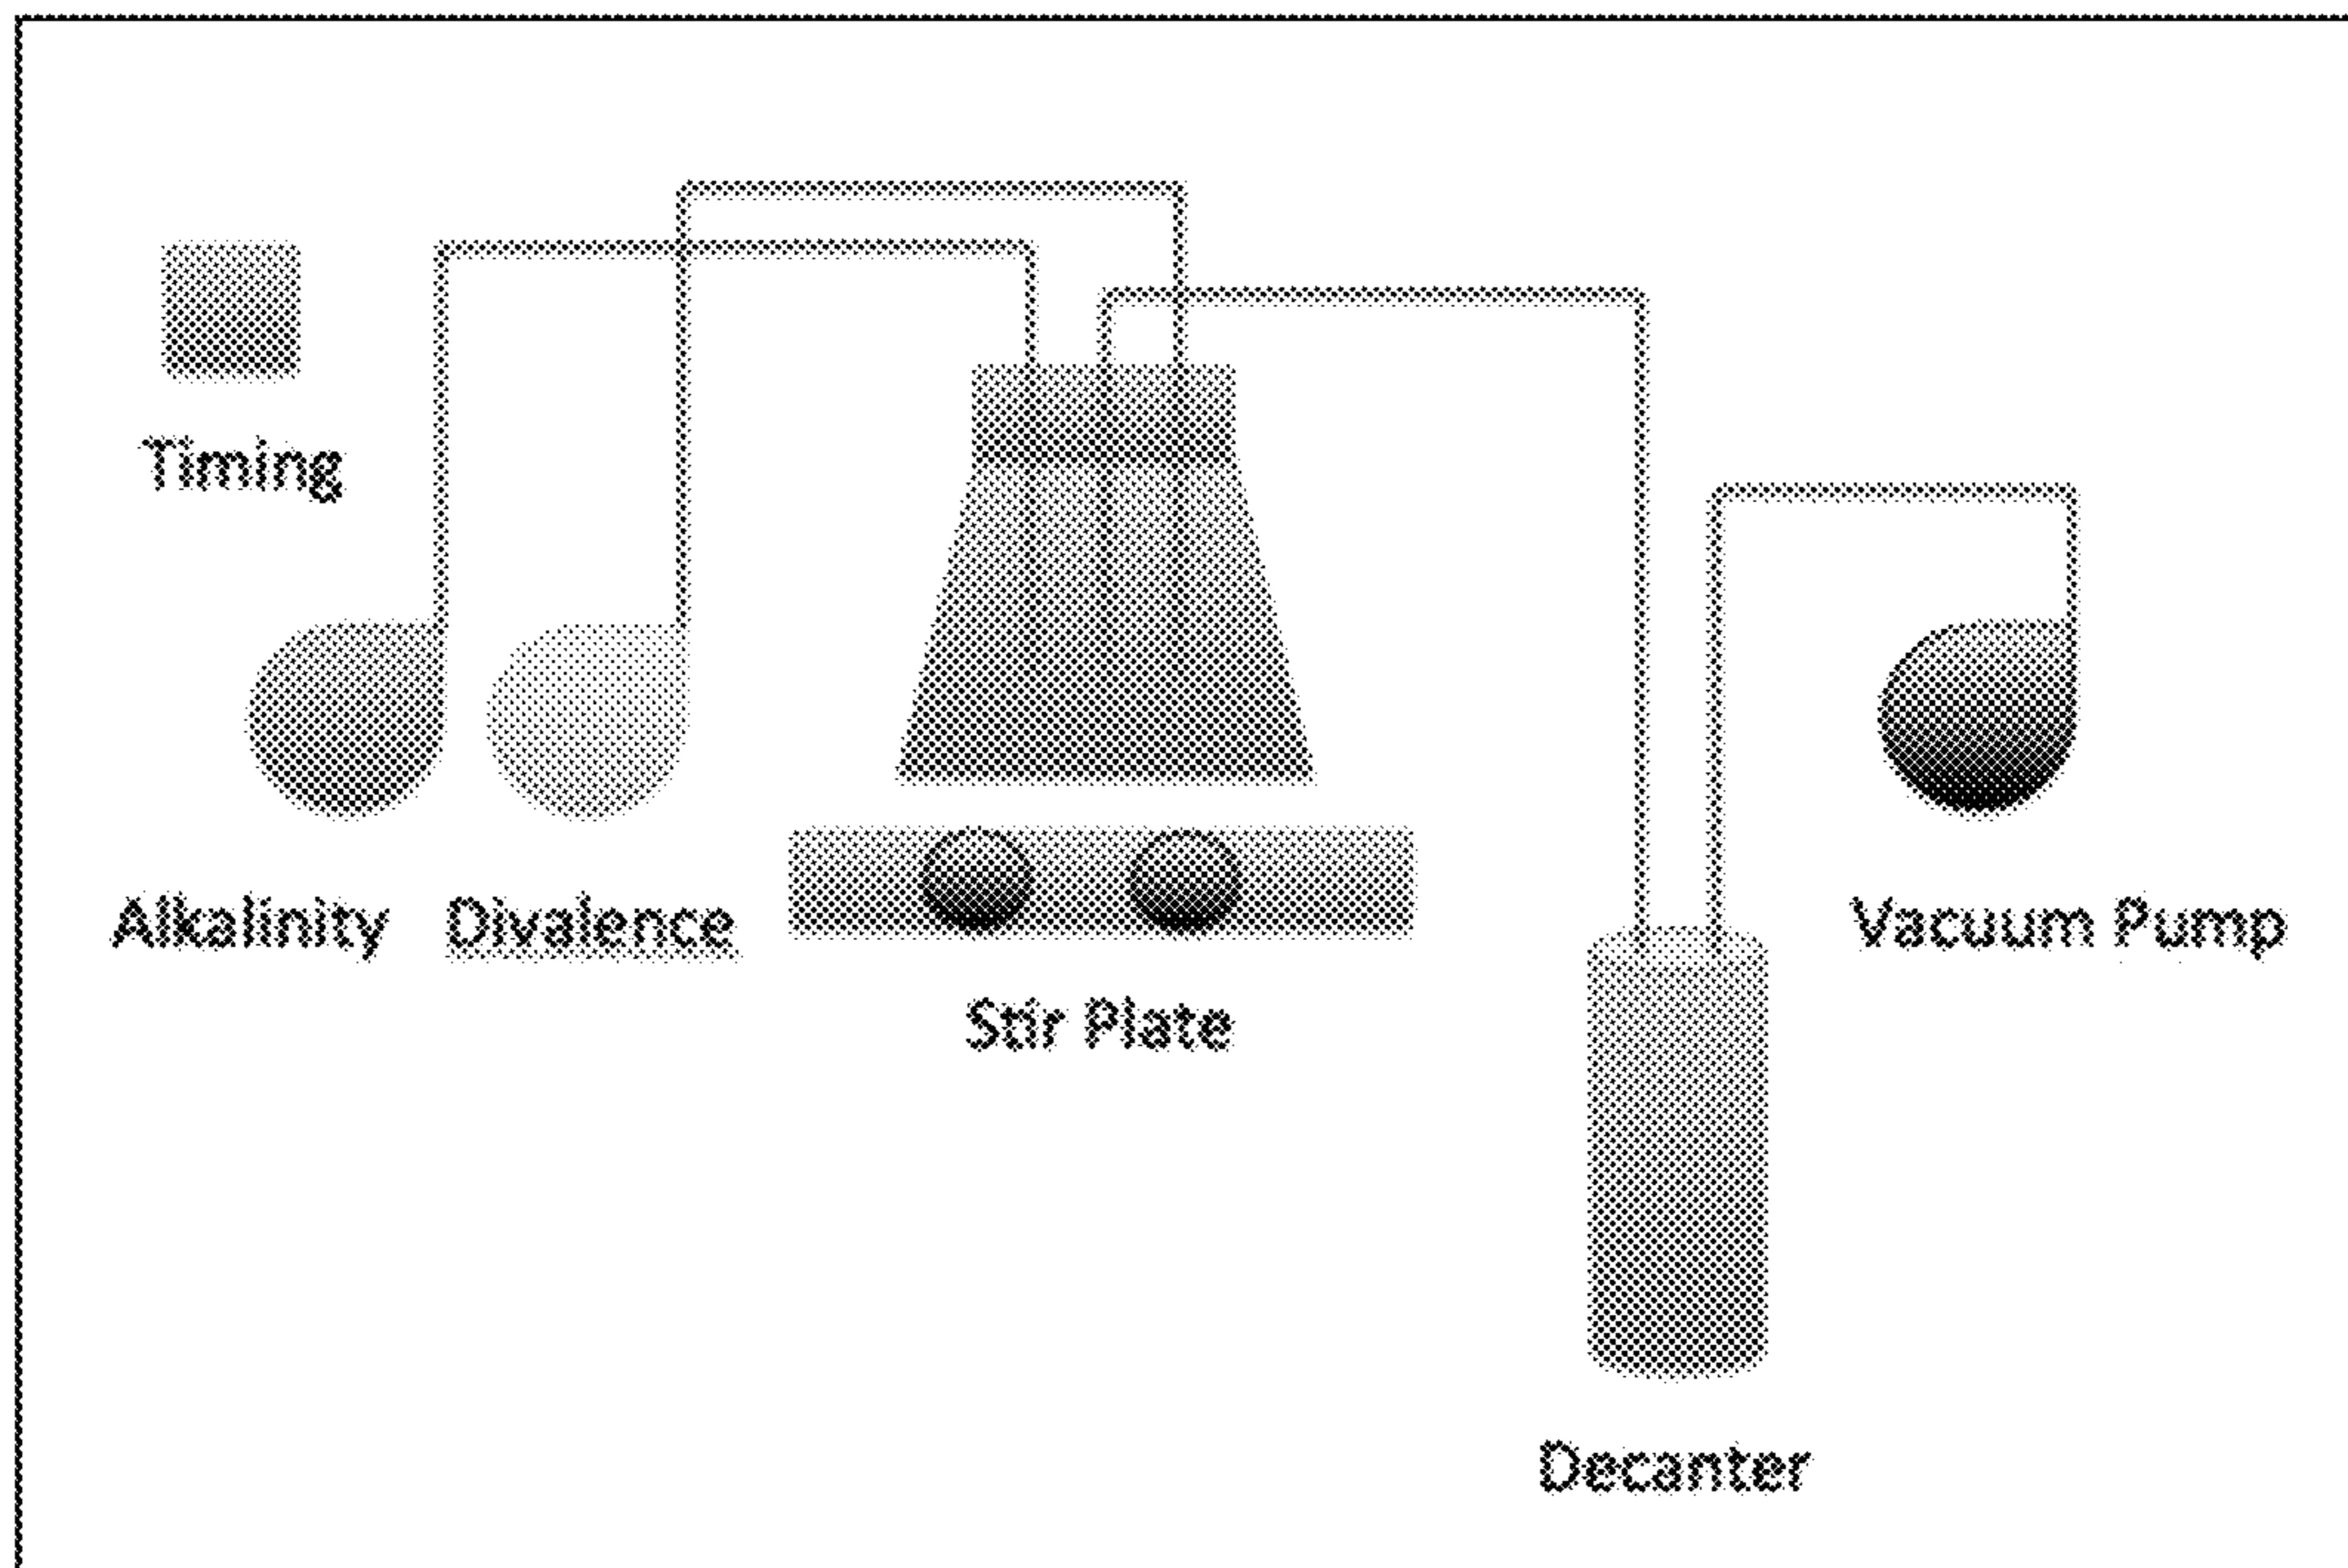 Timing
Alkalinity
Divalence
Vacuum Pump
Stir Plate
Decanter